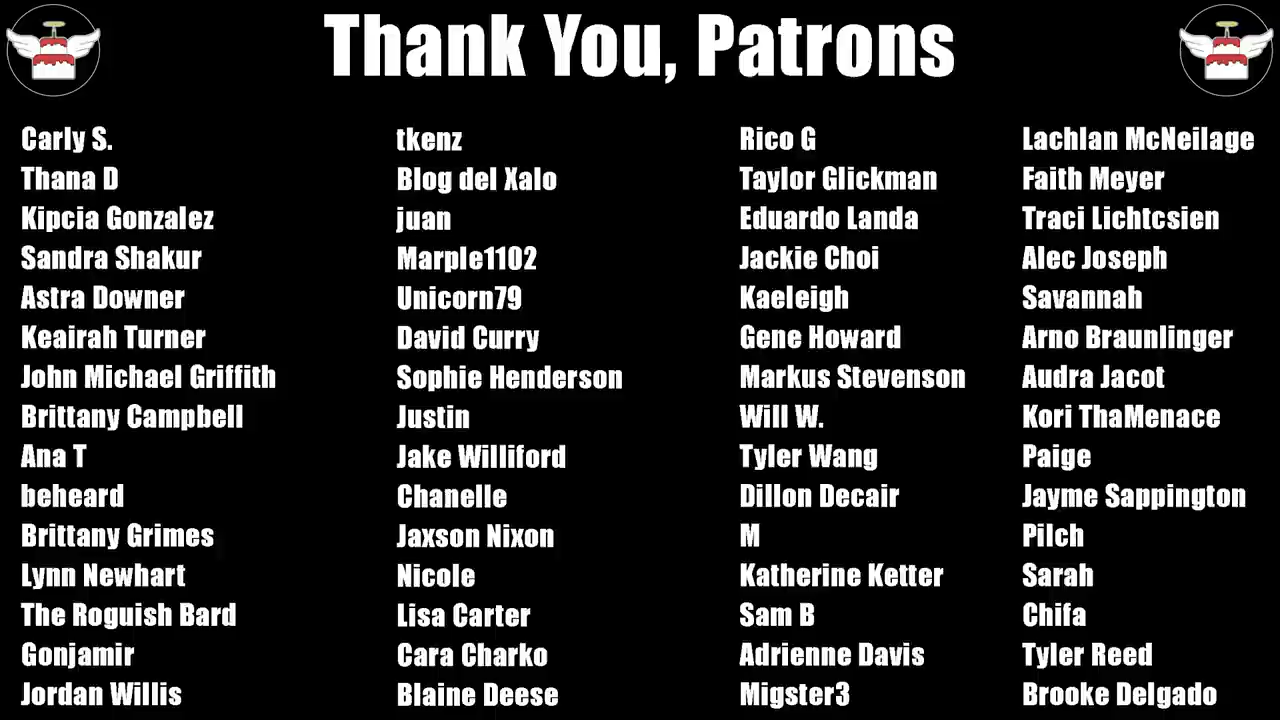 Thank You, Patrons
Carly S.
Thana D
Kipcia Gonzalez
Sandra Shakur
Astra Downer
Keairah Turner
John Michael Griffith
Brittany Campbell
Ana T
beheard
Brittany Grimes
Lynn Newhart
The Roguish Bard
Gonjamir
Jordan Willis
tkenz
Blog del Xalo
juan
Marple1102
Unicorn79
David Curry
Sophie Henderson
Justin
Jake Williford
Chanelle
Jaxson Nixon
Nicole
Lisa Carter
Cara Charko
Blaine Deese
Rico G
Taylor Glickman
Eduardo Landa
Jackie Choi
Kaeleigh
Gene Howard
Markus Stevenson
Will W.
Tyler Wang
Dillon Decair
M
Katherine Ketter
Sam B
Adrienne Davis
Migster3
Lachlan McNeilage
Faith Meyer
Traci Lichtcsien
Alec Joseph
Savannah
Arno Braunlinger
Audra Jacot
Kori ThaMenace
Paige
Jayme Sappington
Pilch
Sarah
Chifa
Tyler Reed
Brooke Delgado